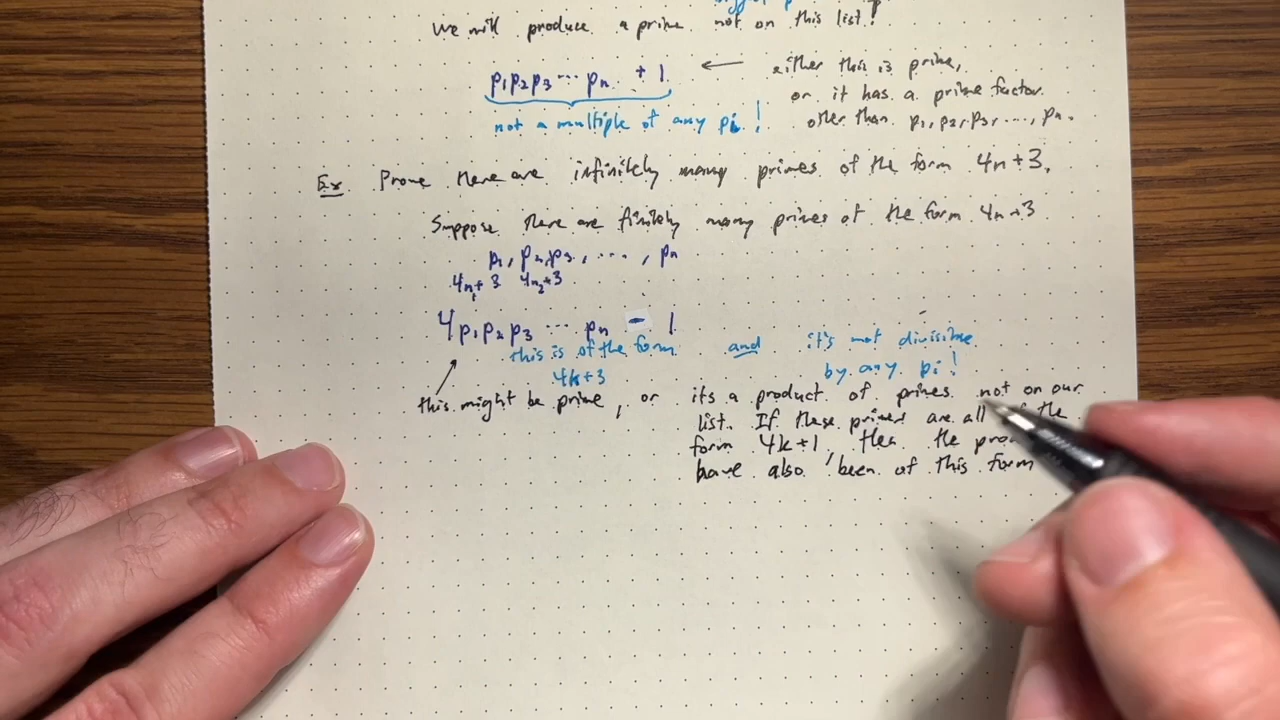 we will produce a prime not on this list!
p₁p₂p₃ ... pₙ + 1 ← either this is prime,
or it has a prime factor
not a multiple of any pᵢ! other than p₁, p₂, p₃, ..., pₙ.
Ex Prove there are infinitely many primes of the form 4n+3.
Suppose there are finitely many primes of the form 4n+3
p₁, p₂, p₃, ..., pₙ
4n₁+3 4n₂+3
4p₁p₂p₃ ... pₙ - 1
this is of the form and it's not divisible
4k+3 by any pᵢ!
this might be prime, or its a product of primes not on our
list. If these primes are all the
form 4k+1, then the
have also been of this form